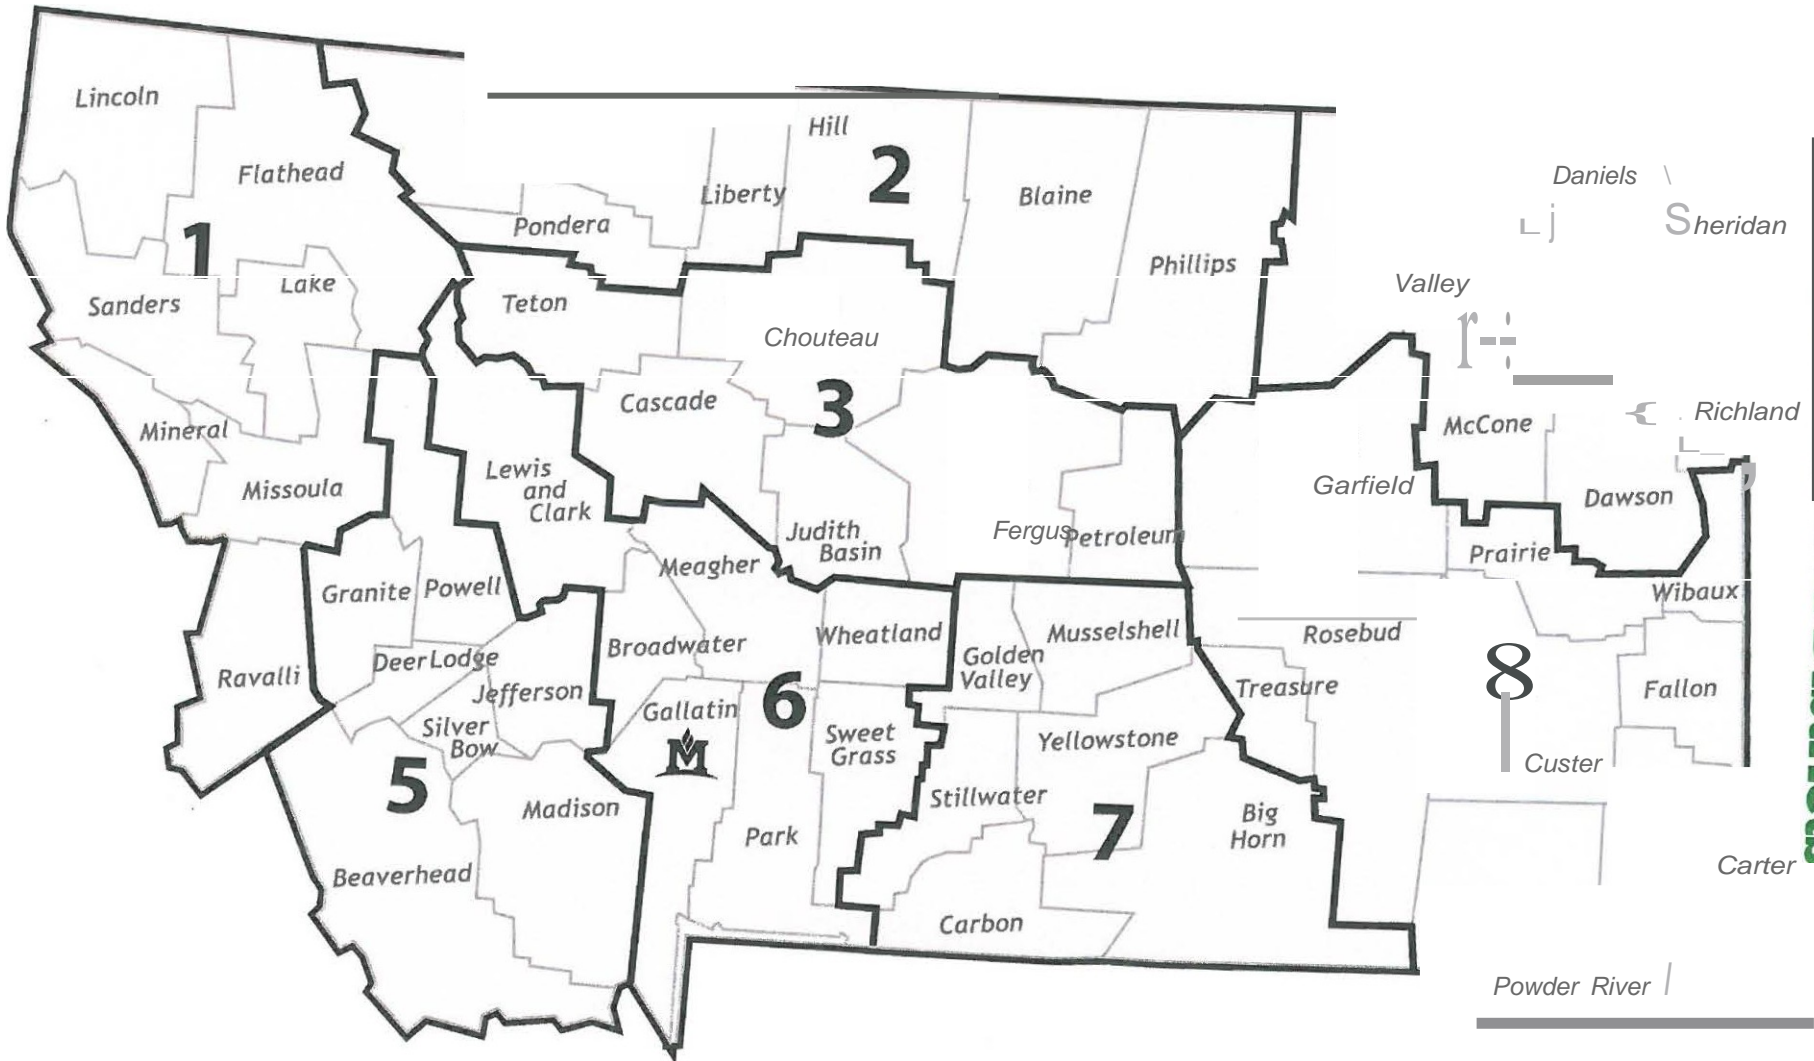 Lincoln
Flathead
1
Sanders
Lake
Mineral
Missoula
Ravalli
Hill
2
Liberty
Blaine
Pondera
Phillips
Teton
Chouteau
Cascade
3
Lewis
and
Clark
Judith
Basin
Fergus
Petroleum
Daniels
Sheridan
Valley
Richland
McCone
Garfield
Dawson
Prairie
Wibaux
Granite
Powell
Deer Lodge
Jefferson
Silver
Bow
5
Madison
Beaverhead
Meagher
Broadwater
Wheatland
Gallatin
6
M
Sweet
Grass
Park
Golden
Valley
Musselshell
Yellowstone
Stillwater
7
Big
Horn
Carbon
Rosebud
Treasure
8
Fallon
Custer
Carter
Powder River